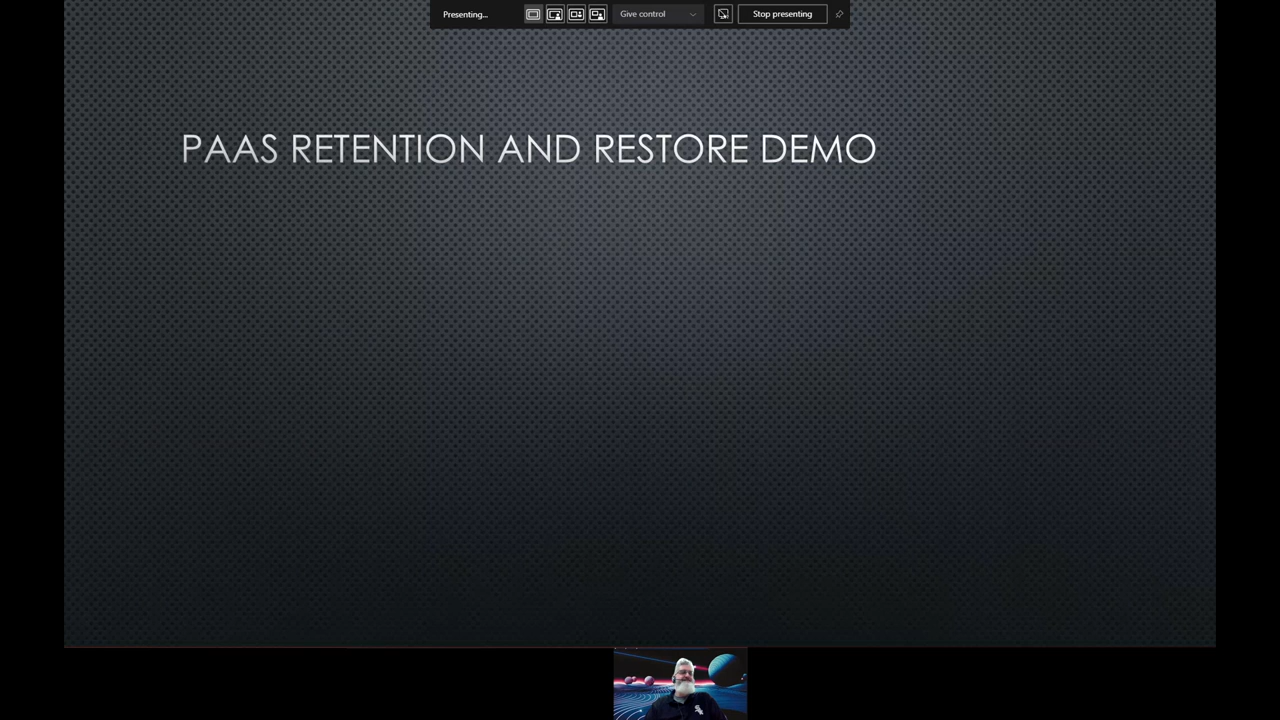 Presenting...
Give control
Stop presenting
PAAS RETENTION AND RESTORE DEMO